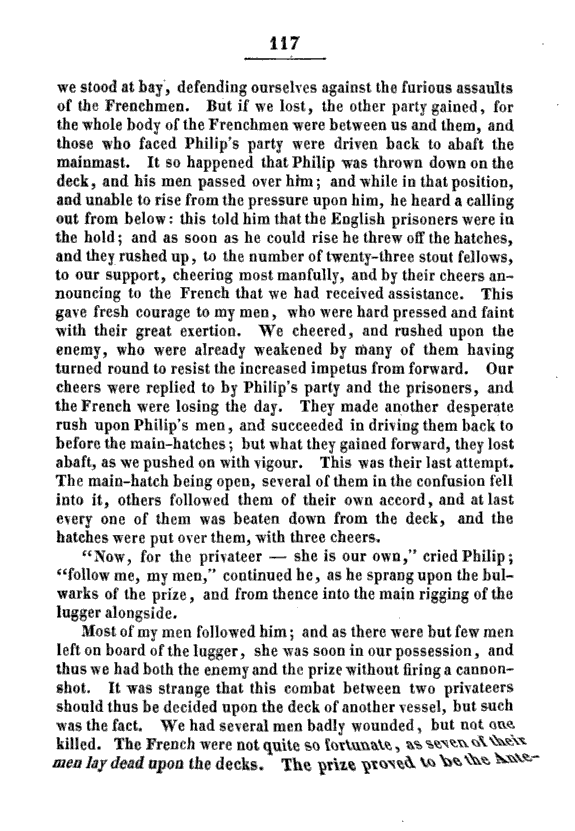 117
we stood at bay, defending ourselves against the furious assaults
of the Frenchmen. But if we lost, the other party gained, for
the whole body of the Frenchmen were between us and them, and
those who faced Philip's party were driven back to abaft the
mainmast. It so happened that Philip was thrown down on the
deck, and his men passed over him; and while in that position,
and unable to rise from the pressure upon him, he heard a calling
out from below: this told him that the English prisoners were in
the hold; and as soon as he could rise he threw off the hatches,
and they rushed up, to the number of twenty-three stout fellows,
to our support, cheering most manfully, and by their cheers an-
nouncing to the French that we had received assistance. This
gave fresh courage to my men, who were hard pressed and faint
with their great exertion. We cheered, and rushed upon the
enemy, who were already weakened by many of them having
turned round to resist the increased impetus from forward. Our
cheers were replied to by Philip's party and the prisoners, and
the French were losing the day. They made another desperate
rush upon Philip's men, and succeeded in driving them back to
before the main-hatches; but what they gained forward, they lost
abaft, as we pushed on with vigour. This was their last attempt.
The main-hatch being open, several of them in the confusion fell
into it, others followed them of their own accord, and at last
every one of them was beaten down from the deck, and the
hatches were put over them, with three cheers.
"Now, for the privateer — she is our own," cried Philip;
"follow me, my men," continued he, as he sprang upon the bul-
warks of the prize, and from thence into the main rigging of the
lugger alongside.
Most of my men followed him; and as there were but few men
left on board of the lugger, she was soon in our possession, and
thus we had both the enemy and the prize without firing a cannon-
shot. It was strange that this combat between two privateers
should thus be decided upon the deck of another vessel, but such
was the fact. We had several men badly wounded, but not one
killed. The French were not quite so fortunate, as seven of their
men lay dead upon the decks. The prize proved to be the Ante-